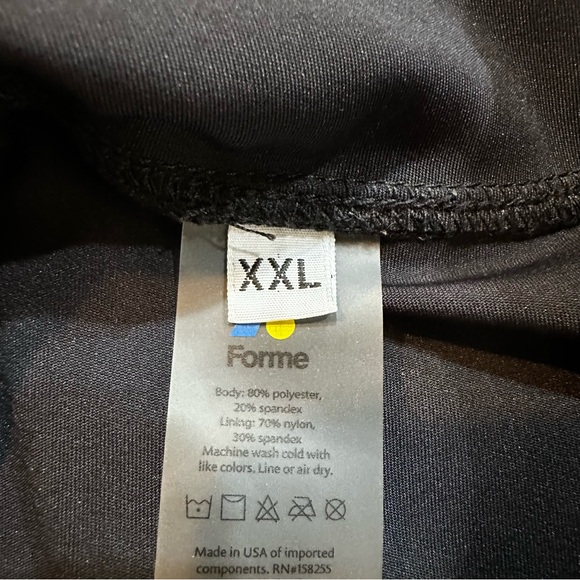 XXL
Forme
Body: 80% polyester,
20% spandex
Lining: 70% nylon,
30% spandex
Machine wash cold with
like colors. Line or air dry.
Made in USA of imported
components. RN#158255